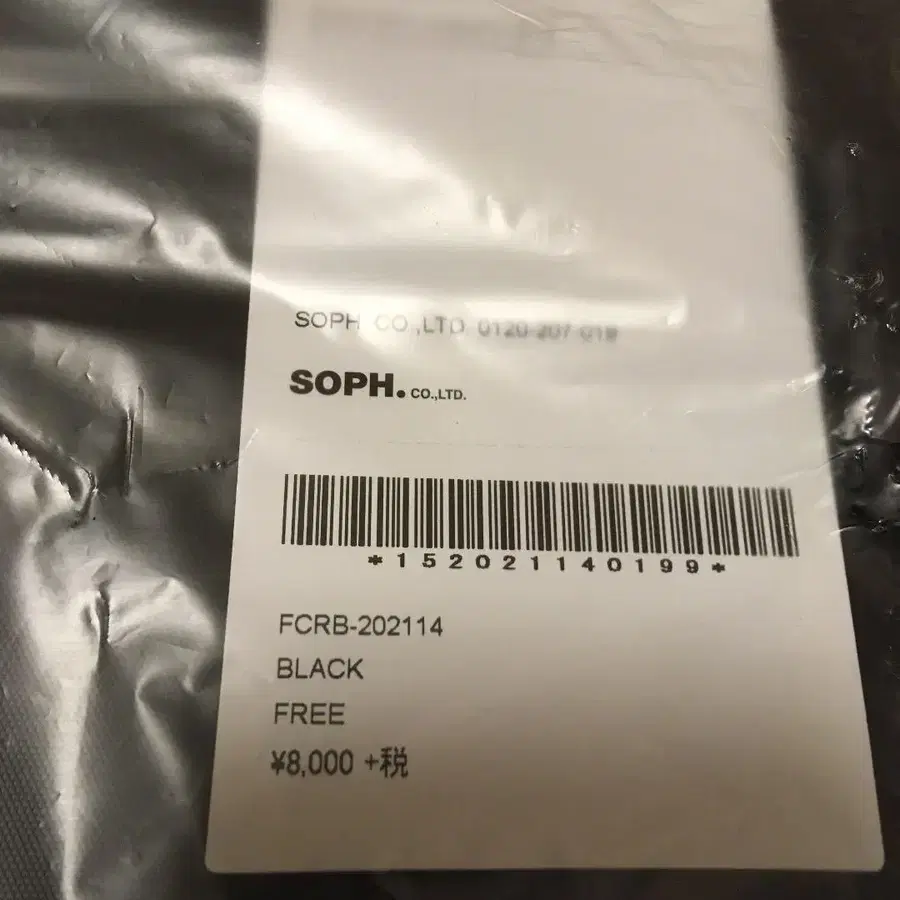 SOPH. CO.,LTD 0120-207-019
SOPH. CO.,LTD.
*152021140199*
FCRB-202114
BLACK
FREE
¥8,000 +税